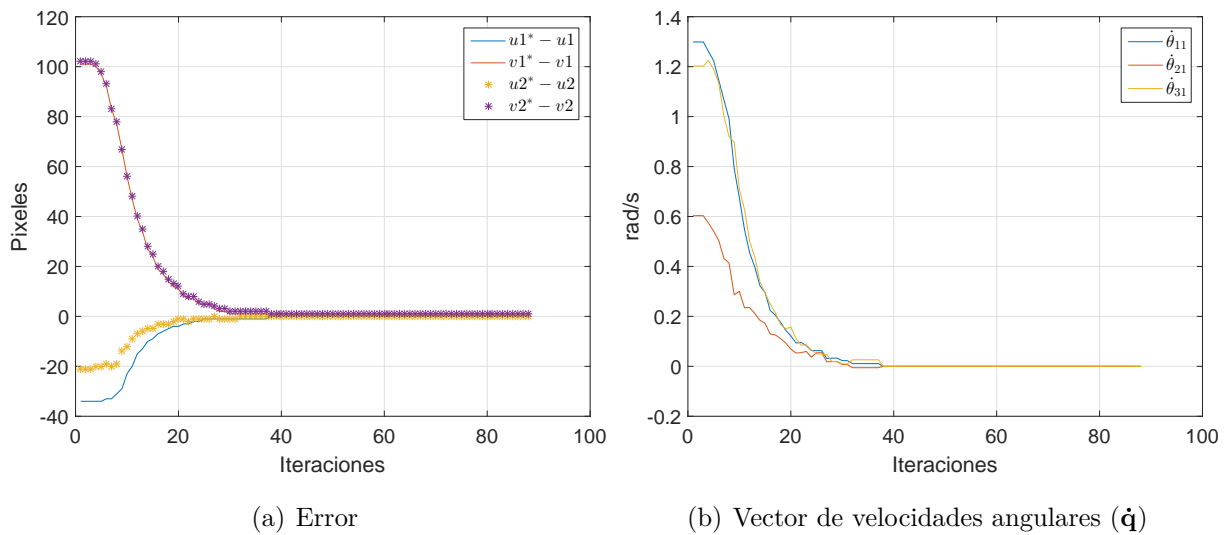 120
100
80
60
40
20
0
-20
-40
0
20
40
60
80
100
Pixeles
Iteraciones
u1* − u1
v1* − v1
u2* − u2
v2* − v2
(a) Error
1.4
1.2
1
0.8
0.6
0.4
0.2
0
-0.2
0
20
40
60
80
100
rad/s
Iteraciones
θ̇₁₁
θ̇₂₁
θ̇₃₁
(b) Vector de velocidades angulares (q̇)